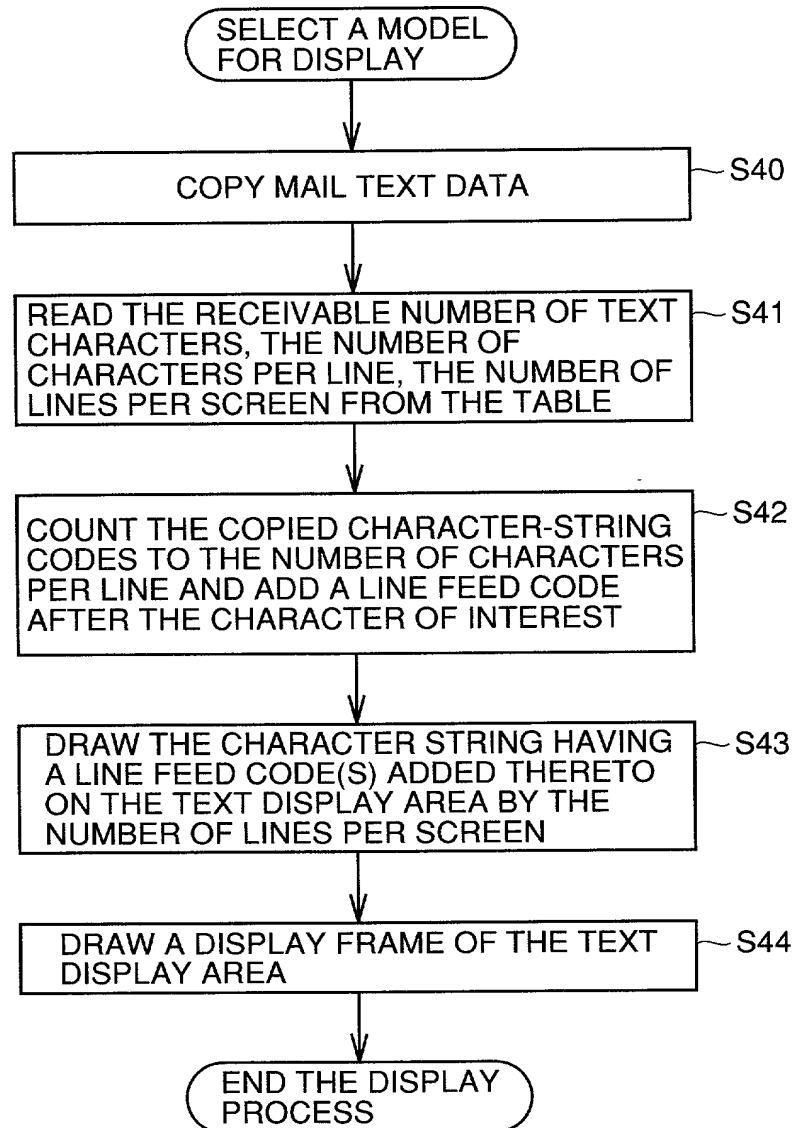 SELECT A MODEL
FOR DISPLAY
COPY MAIL TEXT DATA
S40
READ THE RECEIVABLE NUMBER OF TEXT
CHARACTERS, THE NUMBER OF
CHARACTERS PER LINE, THE NUMBER OF
LINES PER SCREEN FROM THE TABLE
S41
COUNT THE COPIED CHARACTER-STRING
CODES TO THE NUMBER OF CHARACTERS
PER LINE AND ADD A LINE FEED CODE
AFTER THE CHARACTER OF INTEREST
S42
DRAW THE CHARACTER STRING HAVING
A LINE FEED CODE(S) ADDED THERETO
ON THE TEXT DISPLAY AREA BY THE
NUMBER OF LINES PER SCREEN
S43
DRAW A DISPLAY FRAME OF THE TEXT
DISPLAY AREA
S44
END THE DISPLAY
PROCESS